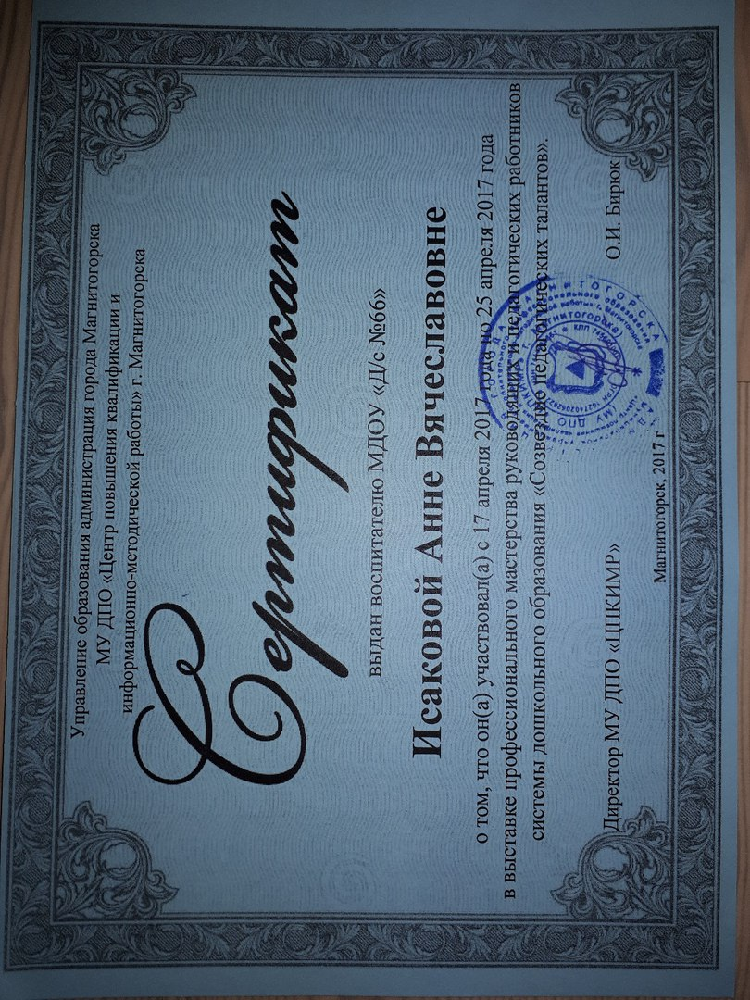 Управление образования администрация города Магнитогорска
МУ ДПО «Центр повышения квалификации и
информационно-методической работы» г. Магнитогорска
Сертификат
выдан воспитателю МДОУ «Д/с №66»
Исаковой Анне Вячеславовне
о том, что он(а) участвовал(а) с 17 апреля 2017 года по 25 апреля 2017 года
в выставке профессионального мастерства руководящих и педагогических работников
системы дошкольного образования «Созвездие педагогических талантов».
Директор МУ ДПО «ЦПКИМР» О.И. Бирюк
Магнитогорск, 2017 г